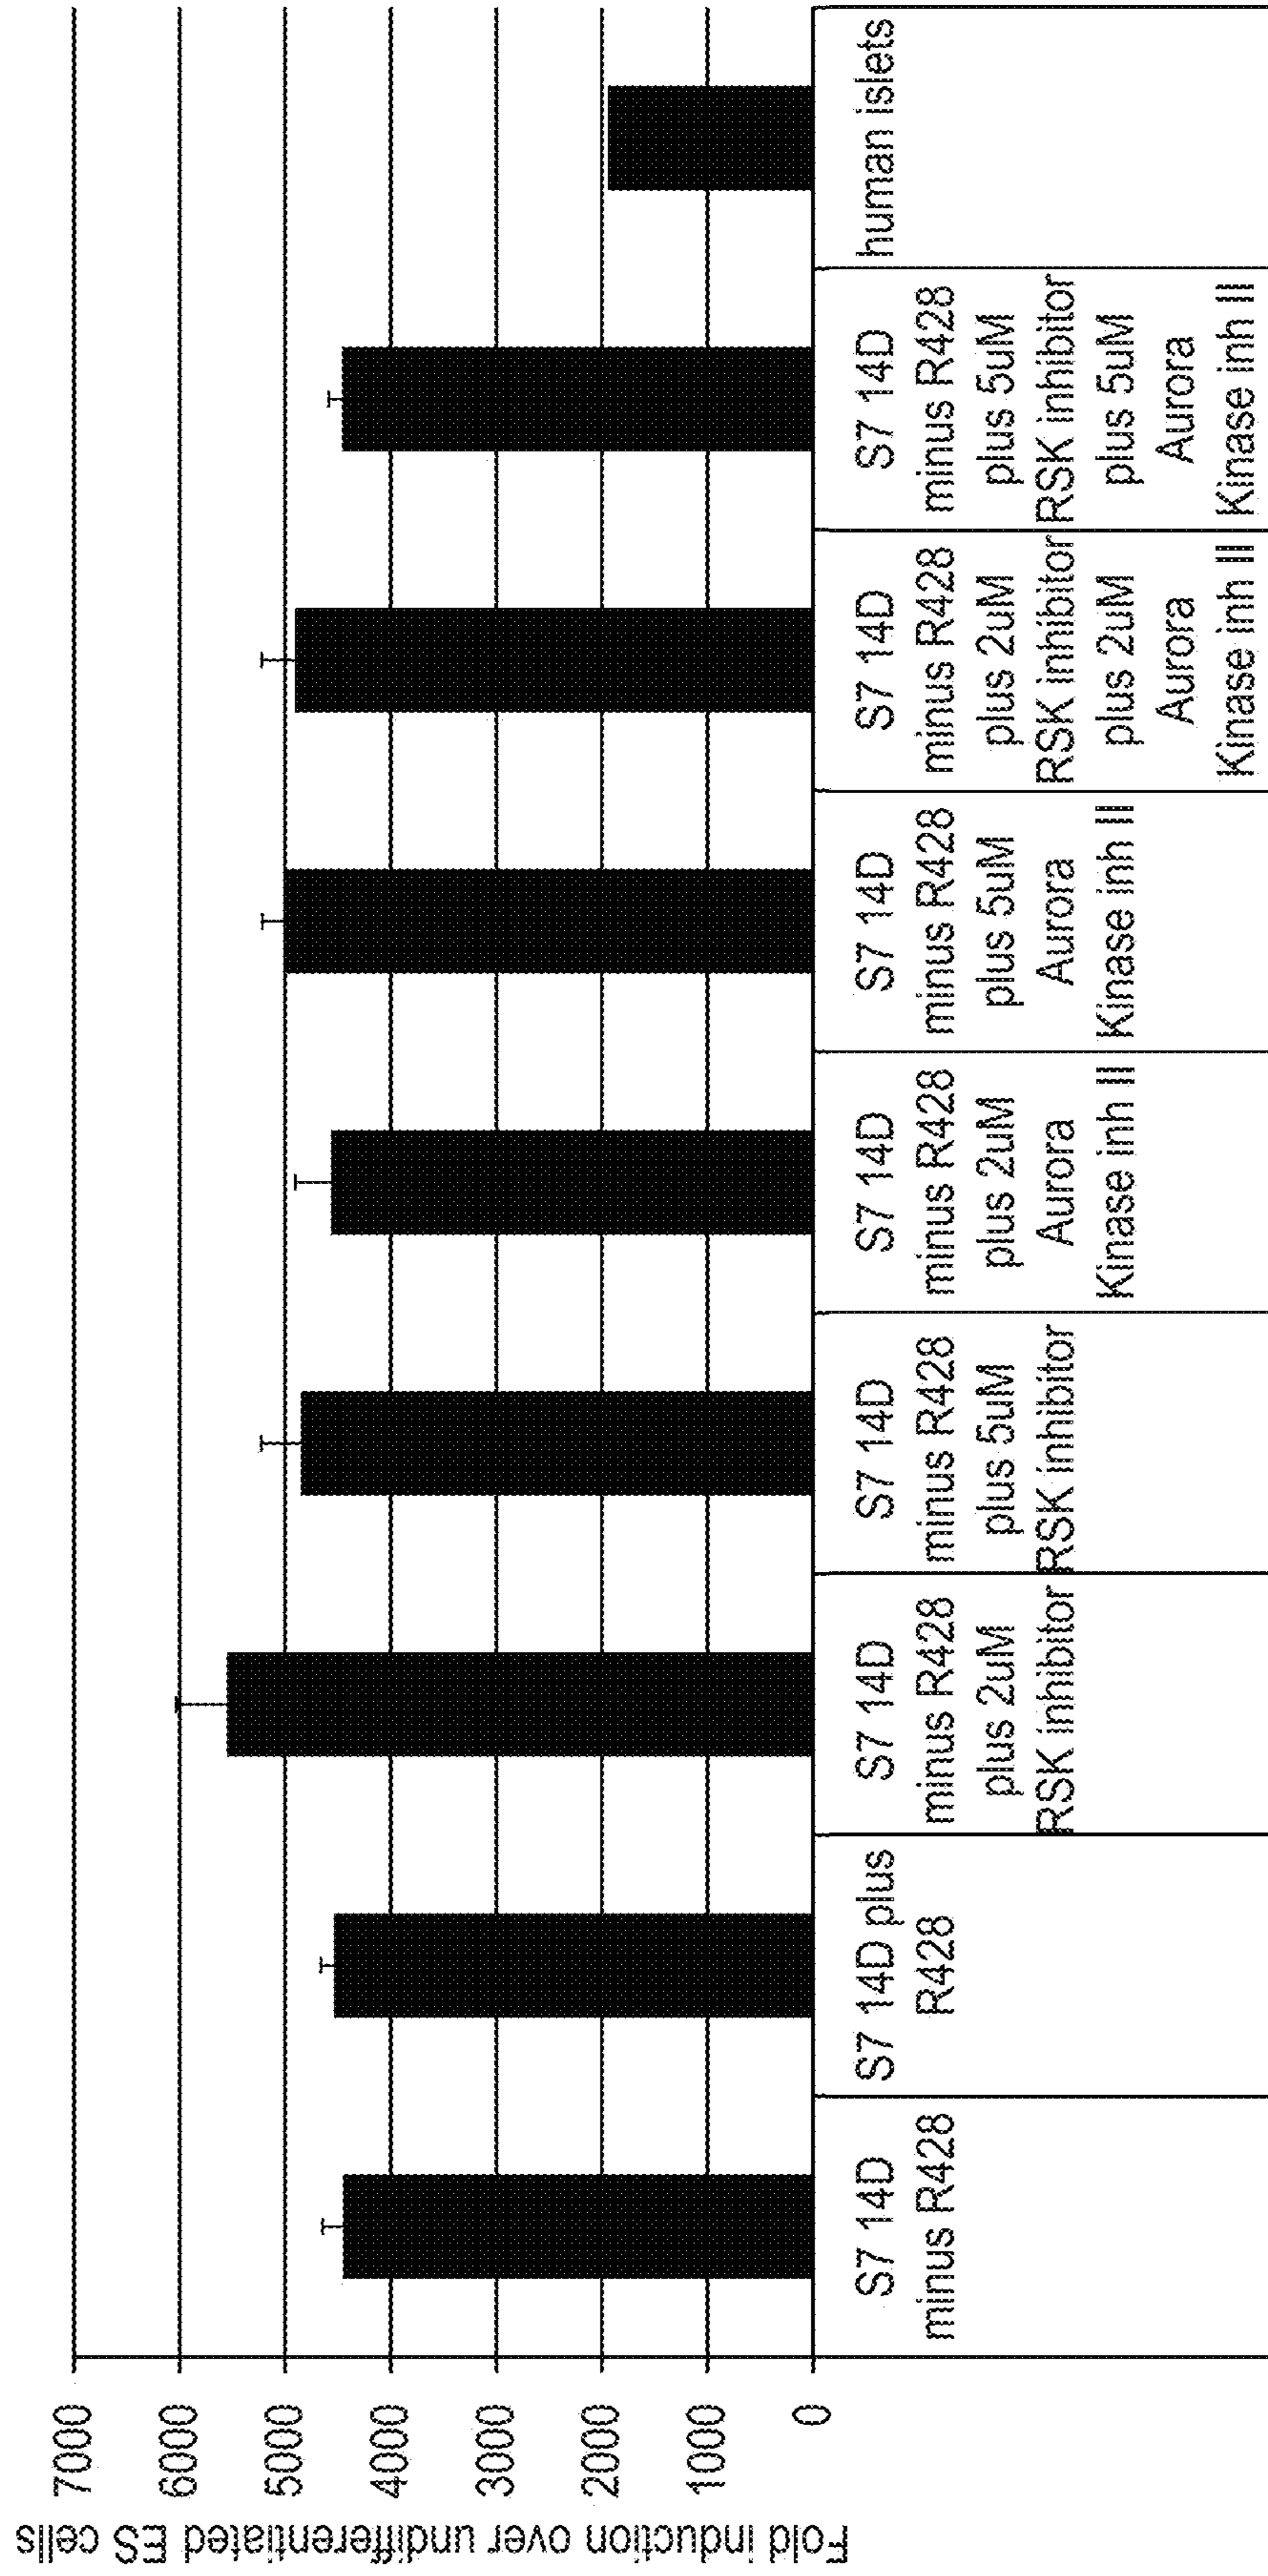 Fold induction over undifferentiated ES cells
7000
6000
5000
4000
3000
2000
1000
0
S7 14D
minus R428
S7 14D plus
R428
S7 14D
minus R428
plus 2uM
RSK inhibitor
S7 14D
minus R428
plus 5uM
RSK inhibitor
S7 14D
minus R428
plus 2uM
Aurora
Kinase inh II
S7 14D
minus R428
plus 5uM
Aurora
Kinase inh II
S7 14D
minus R428
plus 2uM
RSK inhibitor
plus 2uM
Aurora
Kinase inh II
S7 14D
minus R428
plus 5uM
RSK inhibitor
plus 5uM
Aurora
Kinase inh II
human islets